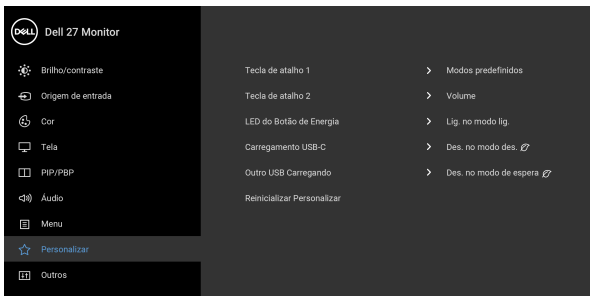 DELL Dell 27 Monitor
Brilho/contraste
Origem de entrada
Cor
Tela
PIP/PBP
Áudio
Menu
Personalizar
Outros
Tecla de atalho 1 > Modos predefinidos
Tecla de atalho 2 > Volume
LED do Botão de Energia > Lig. no modo lig.
Carregamento USB-C > Des. no modo des.
Outro USB Carregando > Des. no modo de espera
Reinicializar Personalizar